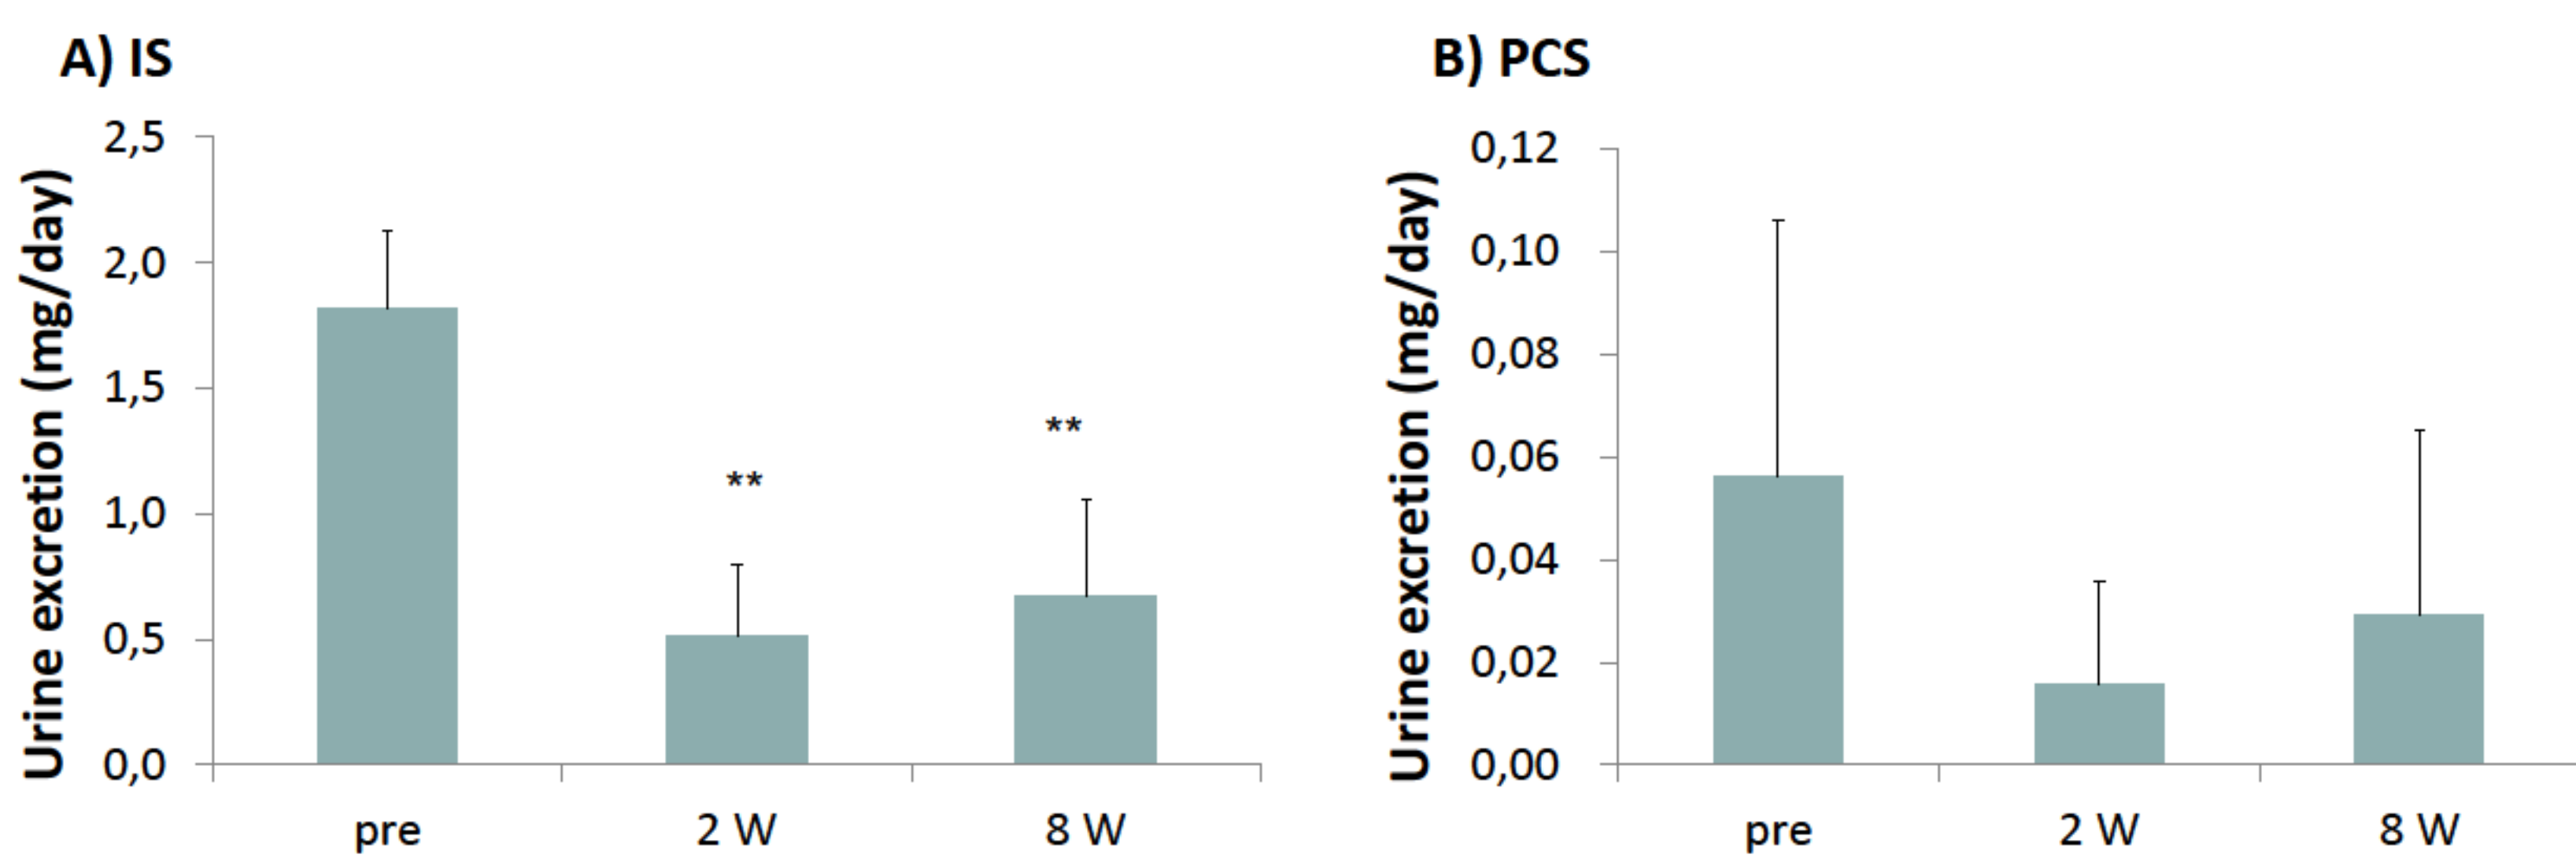 A) IS
Urine excretion (mg/day)
2,5
2,0
1,5
1,0
0,5
0,0
**
**
pre
2 W
8 W
B) PCS
Urine excretion (mg/day)
0,12
0,10
0,08
0,06
0,04
0,02
0,00
pre
2 W
8 W